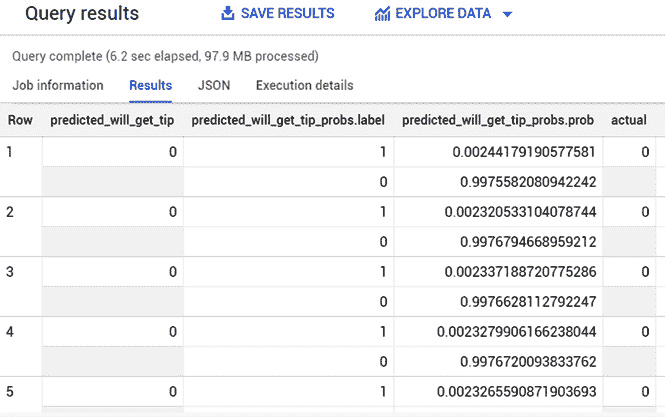 Query results SAVE RESULTS EXPLORE DATA
Query complete (6.2 sec elapsed, 97.9 MB processed)
Job information Results JSON Execution details
Row predicted_will_get_tip predicted_will_get_tip_probs.label predicted_will_get_tip_probs.prob actual
1 0 1 0.00244179190577581 0
0 0.9975582080942242
2 0 1 0.002320533104078744 0
0 0.9976794668959212
3 0 1 0.002337188720775286 0
0 0.9976628112792247
4 0 1 0.0023279906166238044 0
0 0.9976720093833762
5 0 1 0.0023265590871903693 0